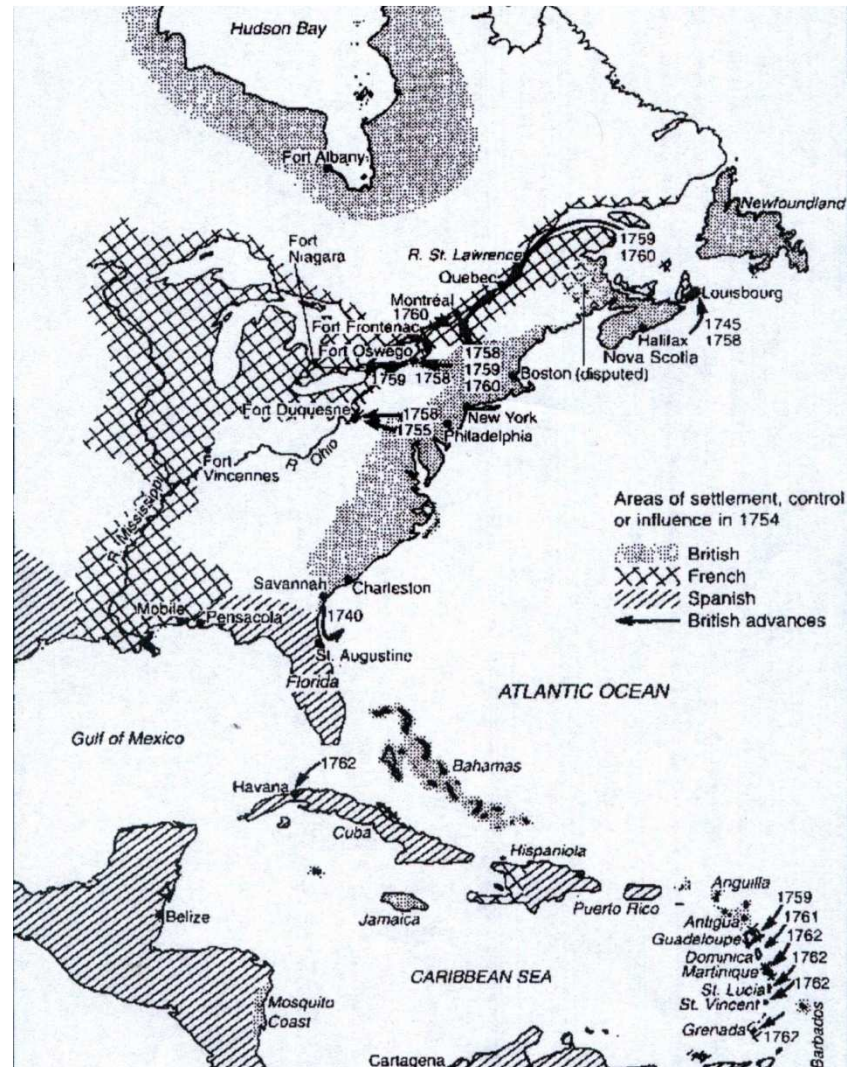 Hudson Bay
Fort Albany
Newfoundland
Fort
Niagara
R. St. Lawrence
Quebec
1759
1760
Montréal
1760
Louisbourg
Fort Frontenac
1745
1758
Fort Oswego
Halifax
Nova Scotia
1758
1759
1760
1759
1758
Boston (disputed)
Fort Duquesne
1758
1755
New York
Philadelphia
R. Ohio
Fort
Vincennes
R. Mississippi
Areas of settlement, control
or influence in 1754
British
French
Spanish
British advances
Savannah
Charleston
1740
Mobile
Pensacola
St. Augustine
Florida
ATLANTIC OCEAN
Gulf of Mexico
1762
Bahamas
Havana
Cuba
Hispaniola
Anguilla
1759
Puerto Rico
Jamaica
Antigua
1761
Belize
Guadeloupe
1762
Dominica
1762
Martinique
CARIBBEAN SEA
St. Lucia
1762
St. Vincent
Mosquito
Coast
Grenada
1762
Barbados
Cartagena